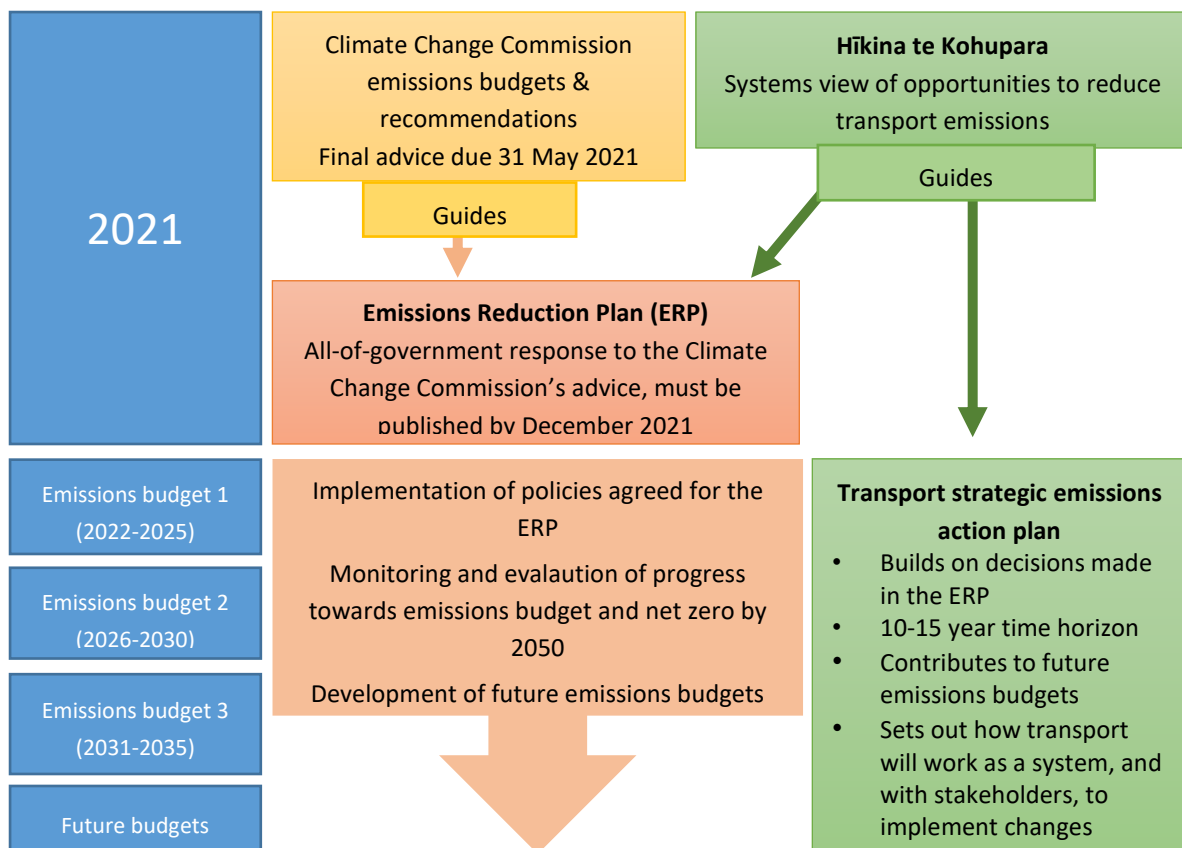 2021
Climate Change Commission
emissions budgets &
recommendations
Final advice due 31 May 2021
Guides
Hīkina te Kohupara
Systems view of opportunities to reduce
transport emissions
Guides
Emissions Reduction Plan (ERP)
All-of-government response to the Climate
Change Commission’s advice, must be
published by December 2021
Emissions budget 1
(2022-2025)
Emissions budget 2
(2026-2030)
Emissions budget 3
(2031-2035)
Future budgets
Implementation of policies agreed for the
ERP
Monitoring and evalaution of progress
towards emissions budget and net zero by
2050
Development of future emissions budgets
Transport strategic emissions
action plan
• Builds on decisions made
in the ERP
• 10-15 year time horizon
• Contributes to future
emissions budgets
• Sets out how transport
will work as a system, and
with stakeholders, to
implement changes